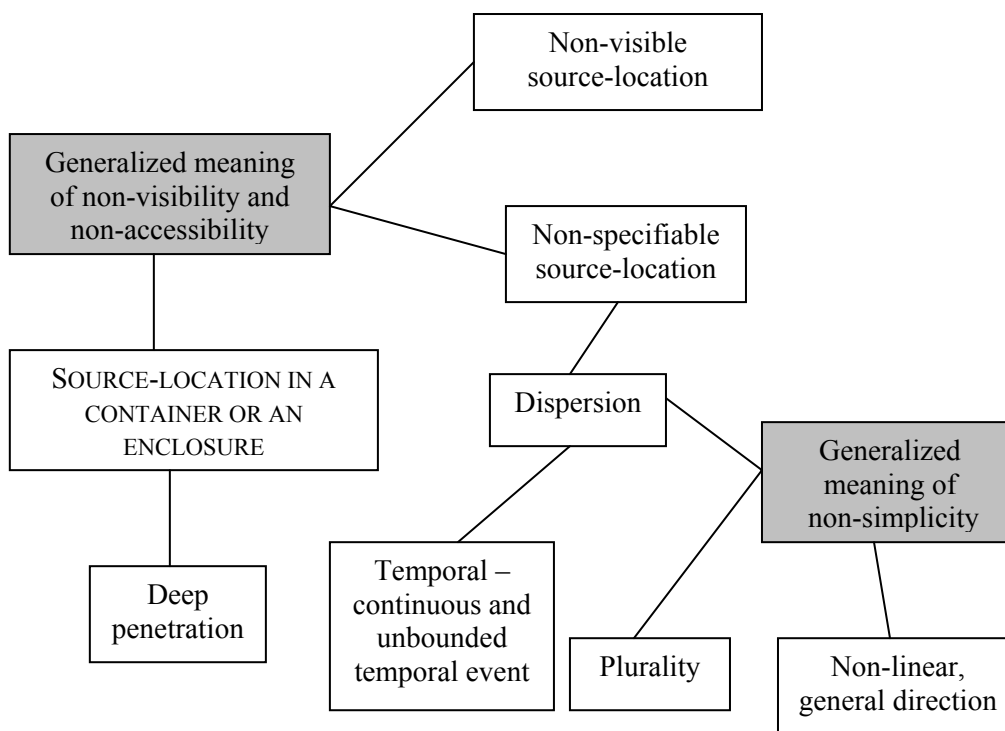 Non-visible
source-location
Generalized meaning
of non-visibility and
non-accessibility
Non-specifiable
source-location
SOURCE-LOCATION IN A
CONTAINER OR AN
ENCLOSURE
Dispersion
Generalized
meaning of
non-simplicity
Deep
penetration
Temporal –
continuous and
unbounded
temporal event
Plurality
Non-linear,
general direction